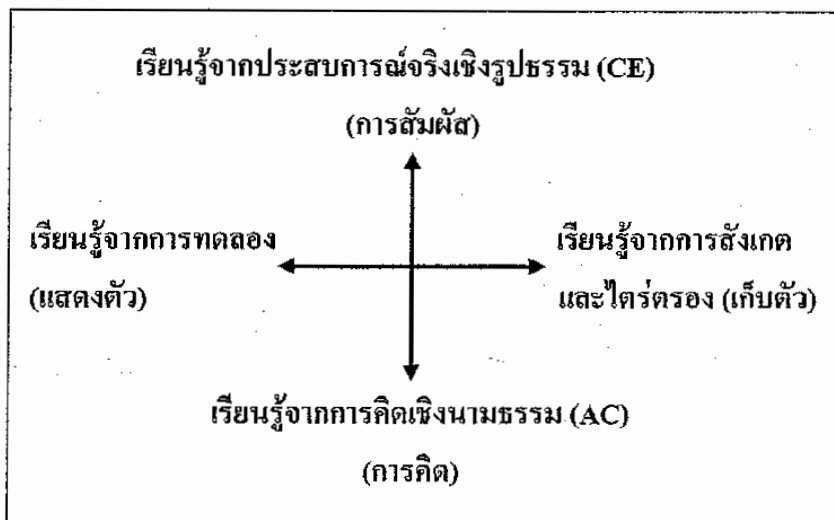 เรียนรู้จากประสบการณ์จริงเชิงรูปธรรม (CE)
(การสัมผัส)
เรียนรู้จากการทดลอง
(แสดงตัว)
เรียนรู้จากการสังเกต
และไตร่ตรอง (เก็บตัว)
เรียนรู้จากการคิดเชิงนามธรรม (AC)
(การคิด)